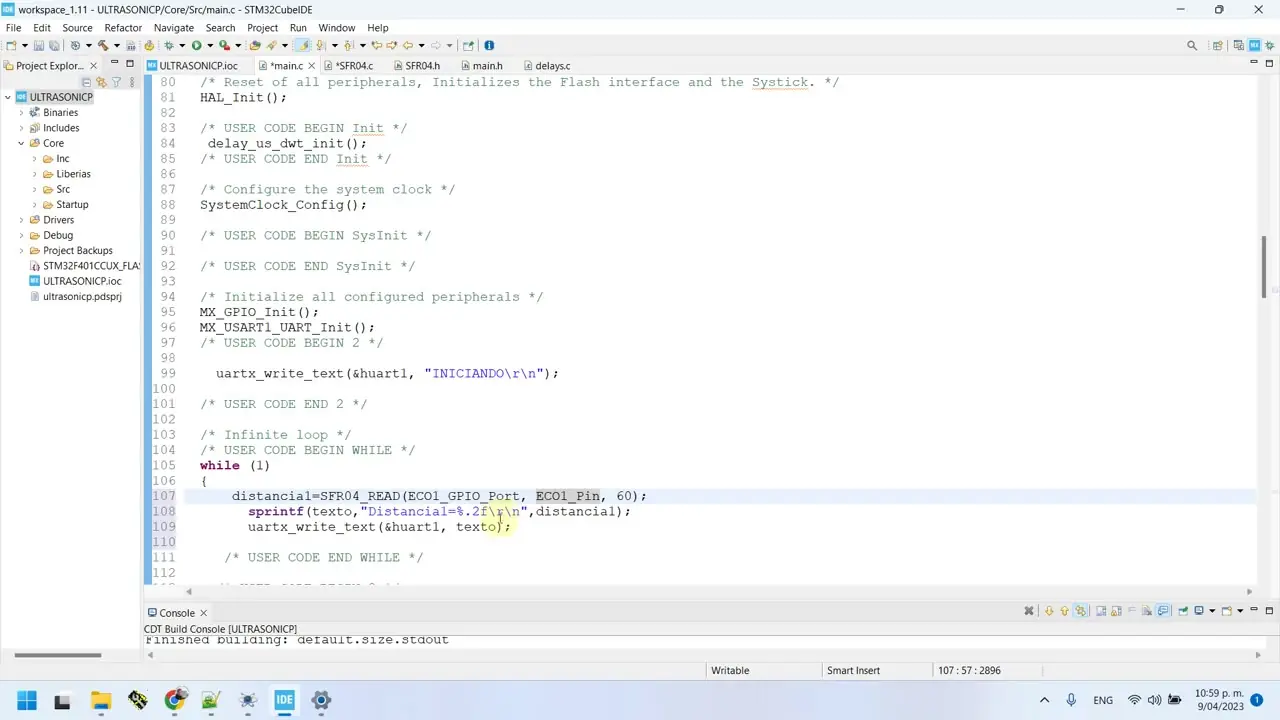 workspace_1.11 - ULTRASONICP/Core/Src/main.c - STM32CubeIDE
File Edit Source Refactor Navigate Search Project Run Window Help
Project Explor...
ULTRASONICP.ioc
*main.c
*SFR04.c
SFR04.h
main.h
delays.c
ULTRASONICP
Binaries
Includes
Core
Inc
Liberias
Src
Startup
Drivers
Debug
Project Backups
STM32F401CCUX_FLA
ULTRASONICP.ioc
ultrasonicp.pdsprj
80 /* Reset of all peripherals, Initializes the Flash interface and the Systick. */
81 HAL_Init();
82
83 /* USER CODE BEGIN Init */
84 delay_us_dwt_init();
85 /* USER CODE END Init */
86
87 /* Configure the system clock */
88 SystemClock_Config();
89
90 /* USER CODE BEGIN SysInit */
91
92 /* USER CODE END SysInit */
93
94 /* Initialize all configured peripherals */
95 MX_GPIO_Init();
96 MX_USART1_UART_Init();
97 /* USER CODE BEGIN 2 */
98
99 uartx_write_text(&huart1, "INICIANDO\r\n");
100
101 /* USER CODE END 2 */
102
103 /* Infinite loop */
104 /* USER CODE BEGIN WHILE */
105 while (1)
106 {
107 distancia1=SFR04_READ(ECO1_GPIO_Port, ECO1_Pin, 60);
108 sprintf(texto,"Distancia1=%.2f\r\n",distancia1);
109 uartx_write_text(&huart1, texto);
110
111 /* USER CODE END WHILE */
112
Console
CDT Build Console [ULTRASONICP]
Finished building: default.size.stdout
Writable
Smart Insert
107 : 57 : 2896
IDE
ENG
10:59 p. m.
9/04/2023
1